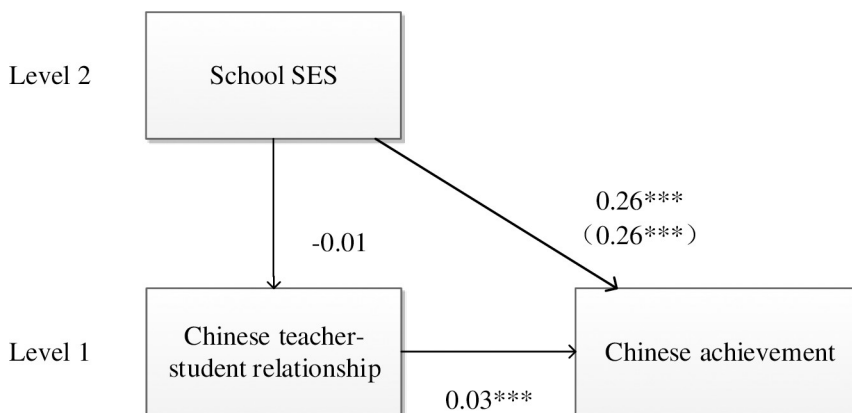 Level 2
School SES
0.26***
（0.26***）
-0.01
Level 1
Chinese teacher-
student relationship
Chinese achievement
0.03***